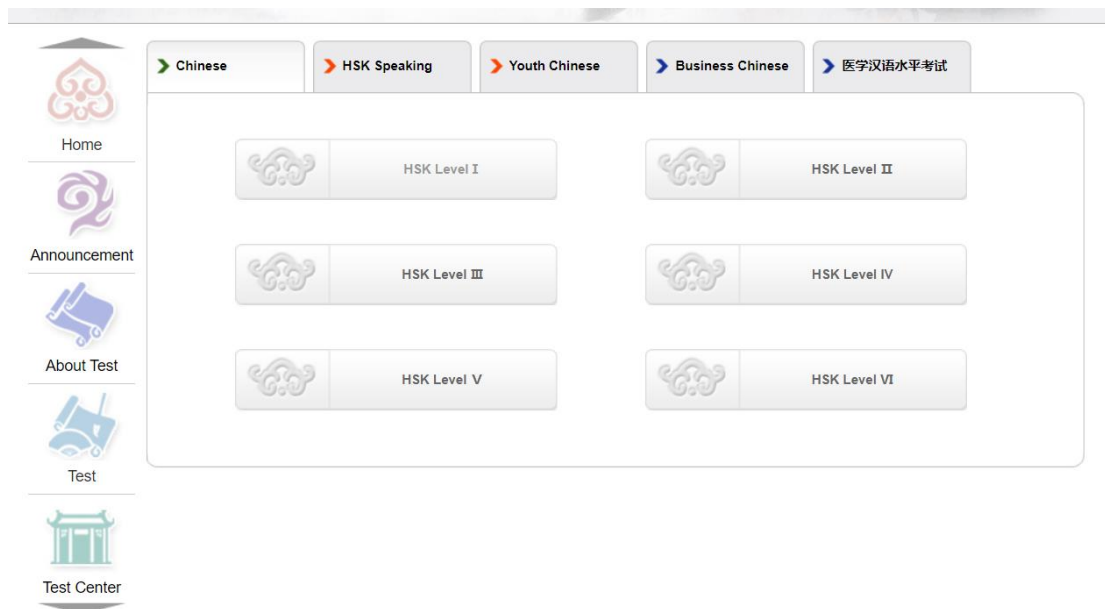 Chinese
HSK Speaking
Youth Chinese
Business Chinese
医学汉语水平考试
Home
Announcement
About Test
Test
Test Center
HSK Level I
HSK Level II
HSK Level III
HSK Level IV
HSK Level V
HSK Level VI